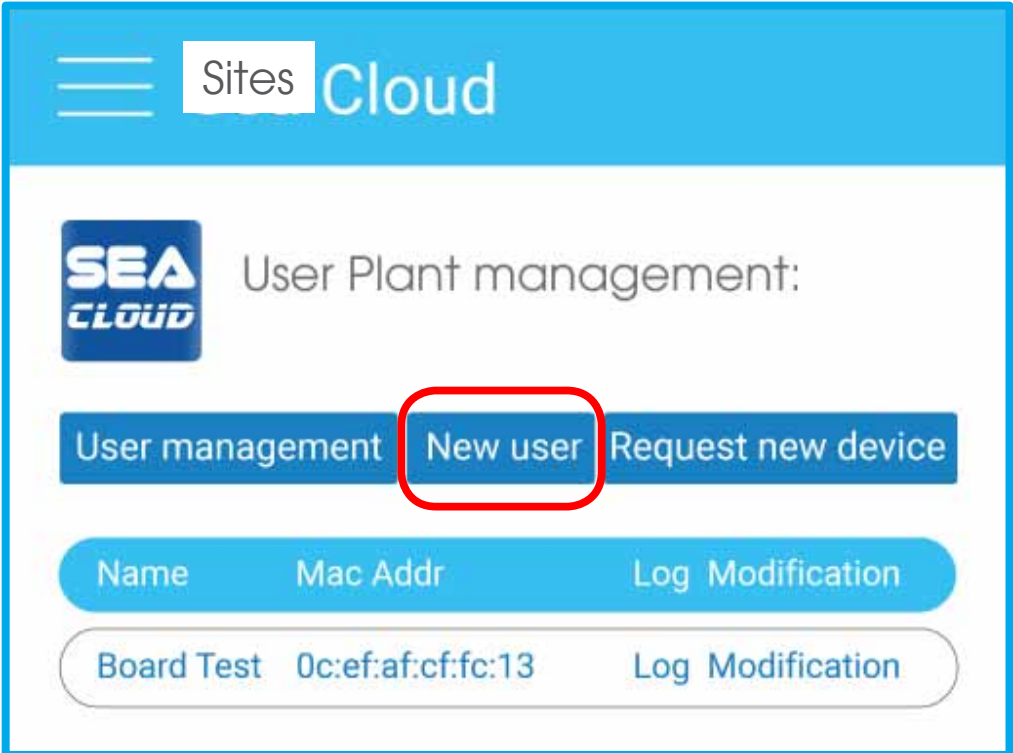 Sites Cloud
SEA
CLOUD
User Plant management:
User management New user Request new device
Name Mac Addr Log Modification
Board Test 0c:ef:af:cf:fc:13 Log Modification